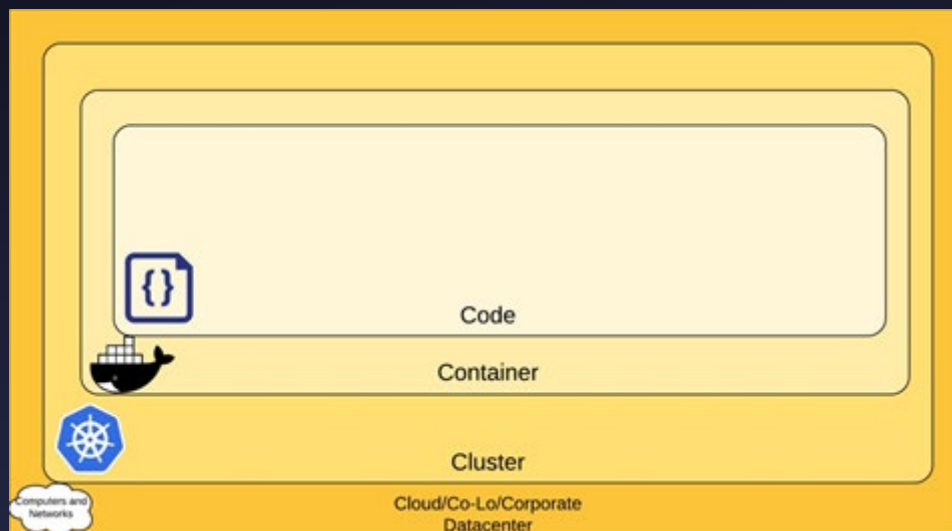 {}
Code
Container
Cluster
Computers and
Networks
Cloud/Co-Lo/Corporate
Datacenter